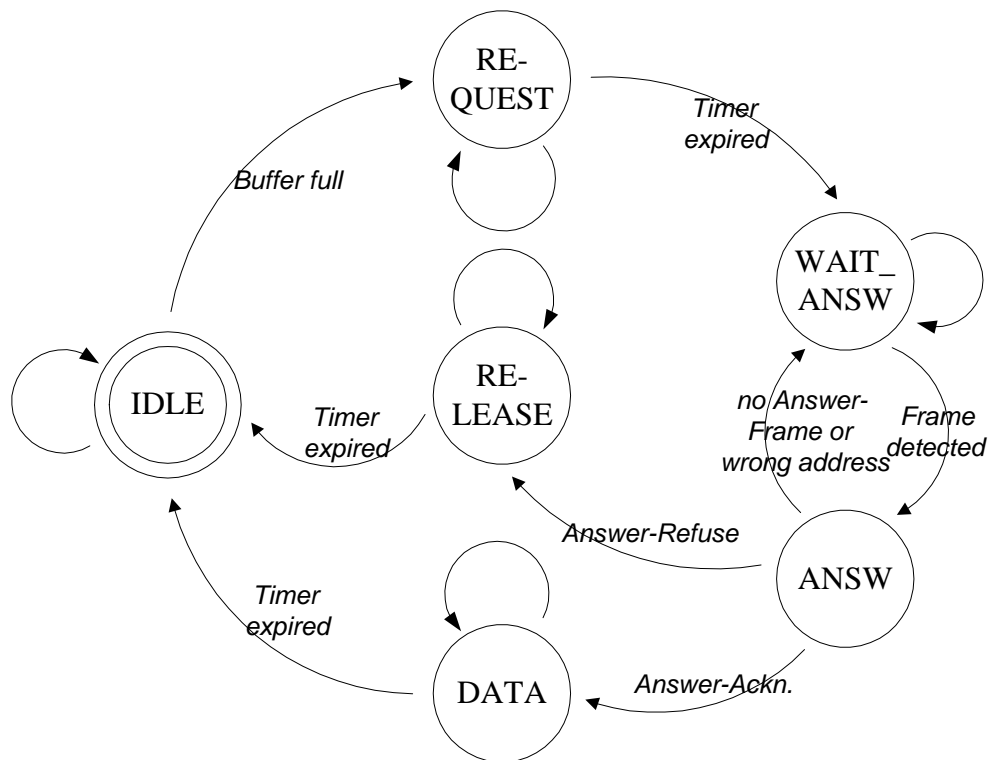 RE-
QUEST
Timer
expired
Buffer full
WAIT_
ANSW
IDLE
RE-
LEASE
Timer
expired
no Answer-
Frame or
wrong address
Frame
detected
Answer-Refuse
ANSW
Timer
expired
DATA
Answer-Ackn.